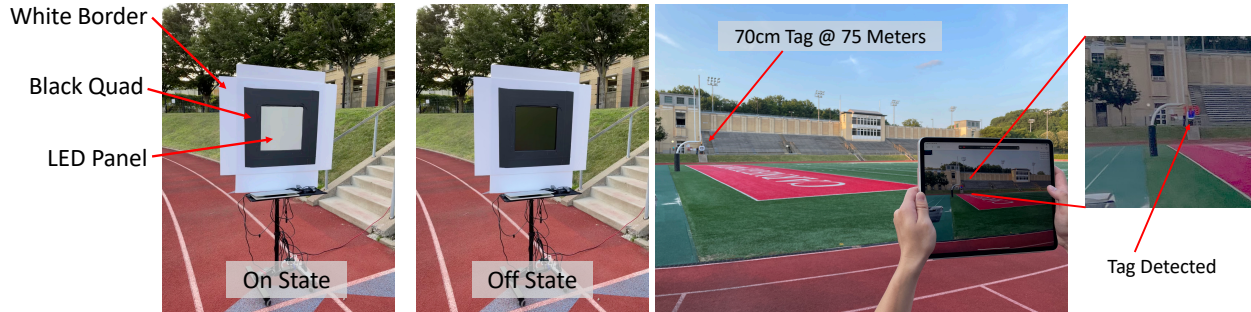 White Border
Black Quad
LED Panel
On State
Off State
70cm Tag @ 75 Meters
Tag Detected